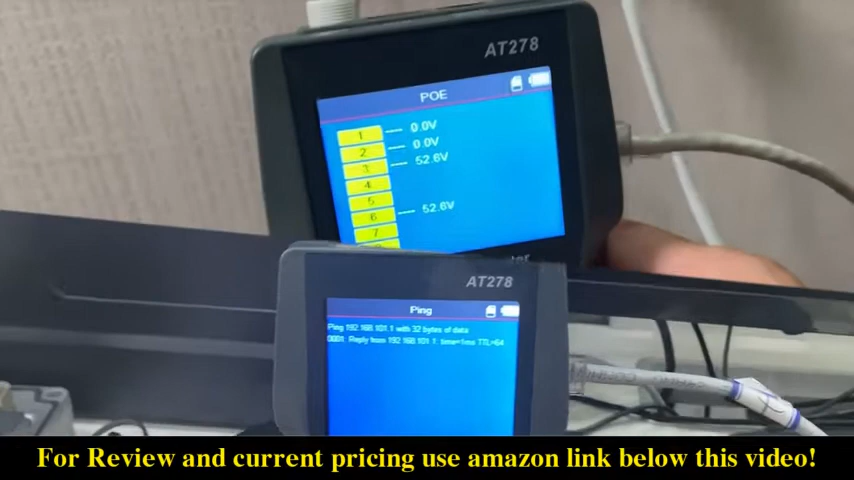 AT278
POE
1 0.0V
2 0.0V
3 52.6V
4
5
6 52.6V
7
AT278
Ping
Ping 192.168.101.1 with 32 bytes of data
0001: Reply from 192.168.101.1: time=1ms TTL=64
For Review and current pricing use amazon link below this video!